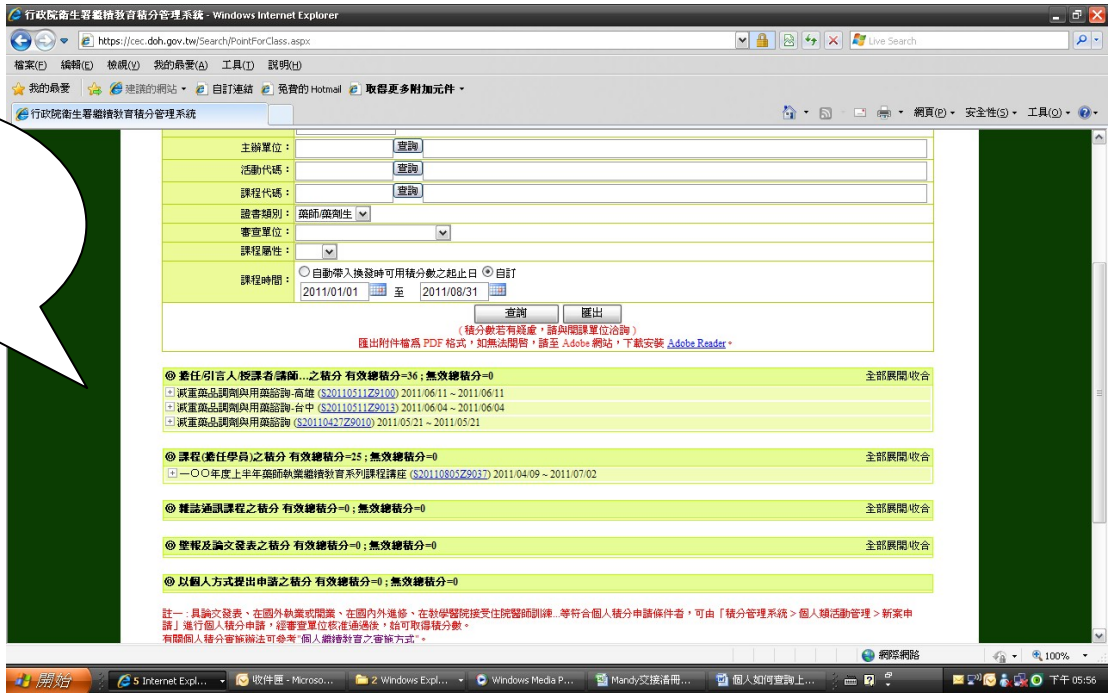 行政院衛生署繼續教育積分管理系統 - Windows Internet Explorer
https://cec.doh.gov.tw/Search/PointForClass.aspx
Live Search
檔案(F) 編輯(E) 檢視(V) 我的最愛(A) 工具(T) 說明(H)
我的最愛 建議的網站 自訂連結 免費的 Hotmail 取得更多附加元件
行政院衛生署繼續教育積分管理系統
網頁(P) 安全性(S) 工具(O)
主辦單位：
查詢
活動代碼：
查詢
課程代碼：
查詢
證書類別：
藥師/藥劑生
審查單位：
課程屬性：
課程時間：
自動帶入換發時可用積分數之起止日 自訂
2011/01/01 至 2011/08/31
查詢 匯出
(積分數若有疑慮，請與開課單位洽詢)
匯出附件檔為 PDF 格式，如無法開啓，請至 Adobe 網站，下載安裝 Adobe Reader。
◎ 擔任/引言人/授課者/講師...之積分 有效總積分=36 ; 無效總積分=0 全部展開/收合
減重藥品調劑與用藥諮詢-高雄 (S20110511Z9100) 2011/06/11 ~ 2011/06/11
減重藥品調劑與用藥諮詢-台中 (S20110511Z9013) 2011/06/04 ~ 2011/06/04
減重藥品調劑與用藥諮詢 (S20110427Z9010) 2011/05/21 ~ 2011/05/21
◎ 課程(擔任學員)之積分 有效總積分=25 ; 無效總積分=0 全部展開/收合
一○○年度上半年藥師執業繼續教育系列課程講座 (S20110805Z9037) 2011/04/09 ~ 2011/07/02
◎ 雜誌通訊課程之積分 有效總積分=0 ; 無效總積分=0 全部展開/收合
◎ 壁報及論文發表之積分 有效總積分=0 ; 無效總積分=0 全部展開/收合
◎ 以個人方式提出申請之積分 有效總積分=0 ; 無效總積分=0
註一 : 具論文發表、在國外執業或開業、在國內外進修、在教學醫院接受住院醫師訓練...等符合個人積分申請條件者，可由「積分管理系統 > 個人類活動管理 > 新案申
請」進行個人積分申請，經審查單位核准通過後，始可取得積分數。
有關個人積分審施辦法可參考"個人繼續教育之實施方式"。
網際網路 100%
開始 5 Internet Expl... 收件匣 - Microso... 2 Windows Expl... Windows Media P... Mandy交接清冊... 個人如何查詢上... 下午 05:56